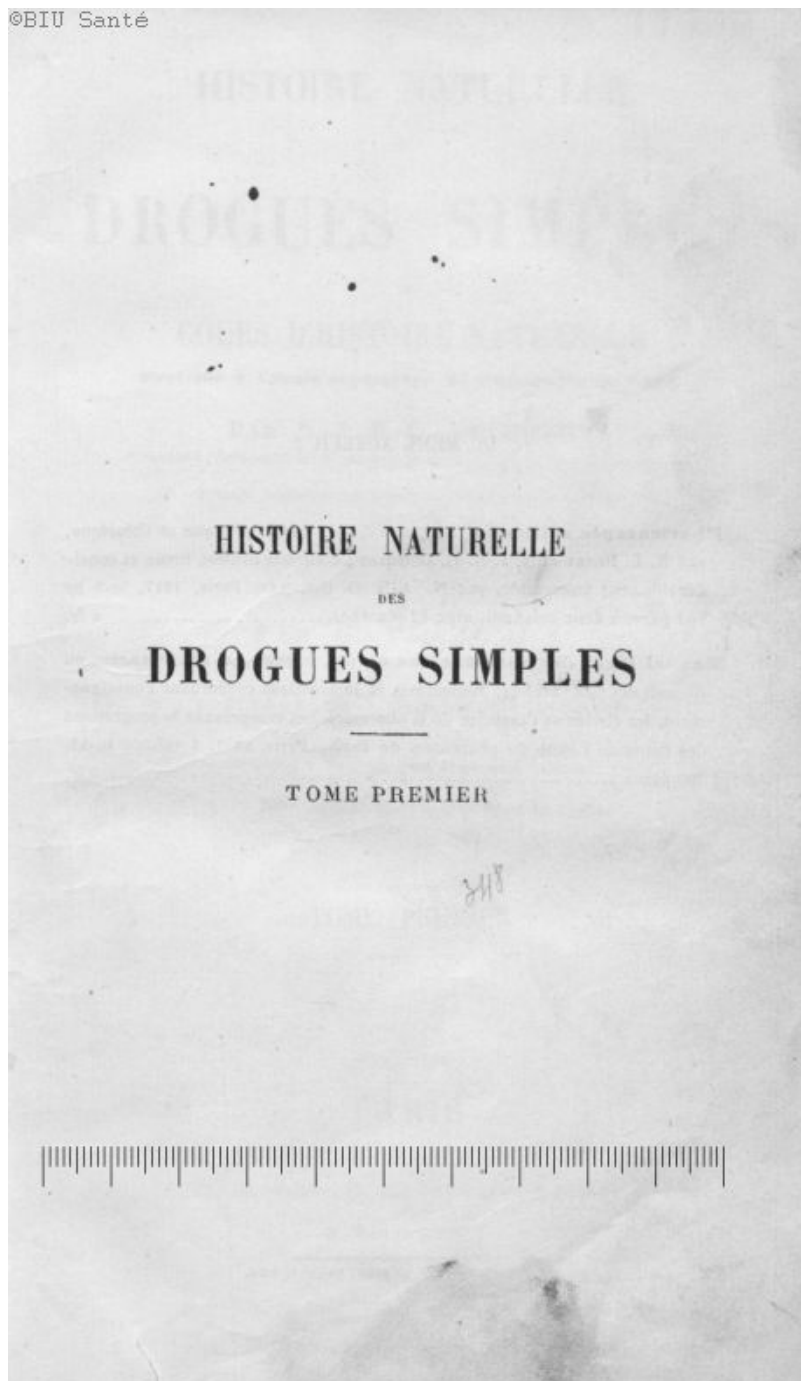 ©BIU Santé
HISTOIRE NATURELLE
DES
DROGUES SIMPLES
TOME PREMIER